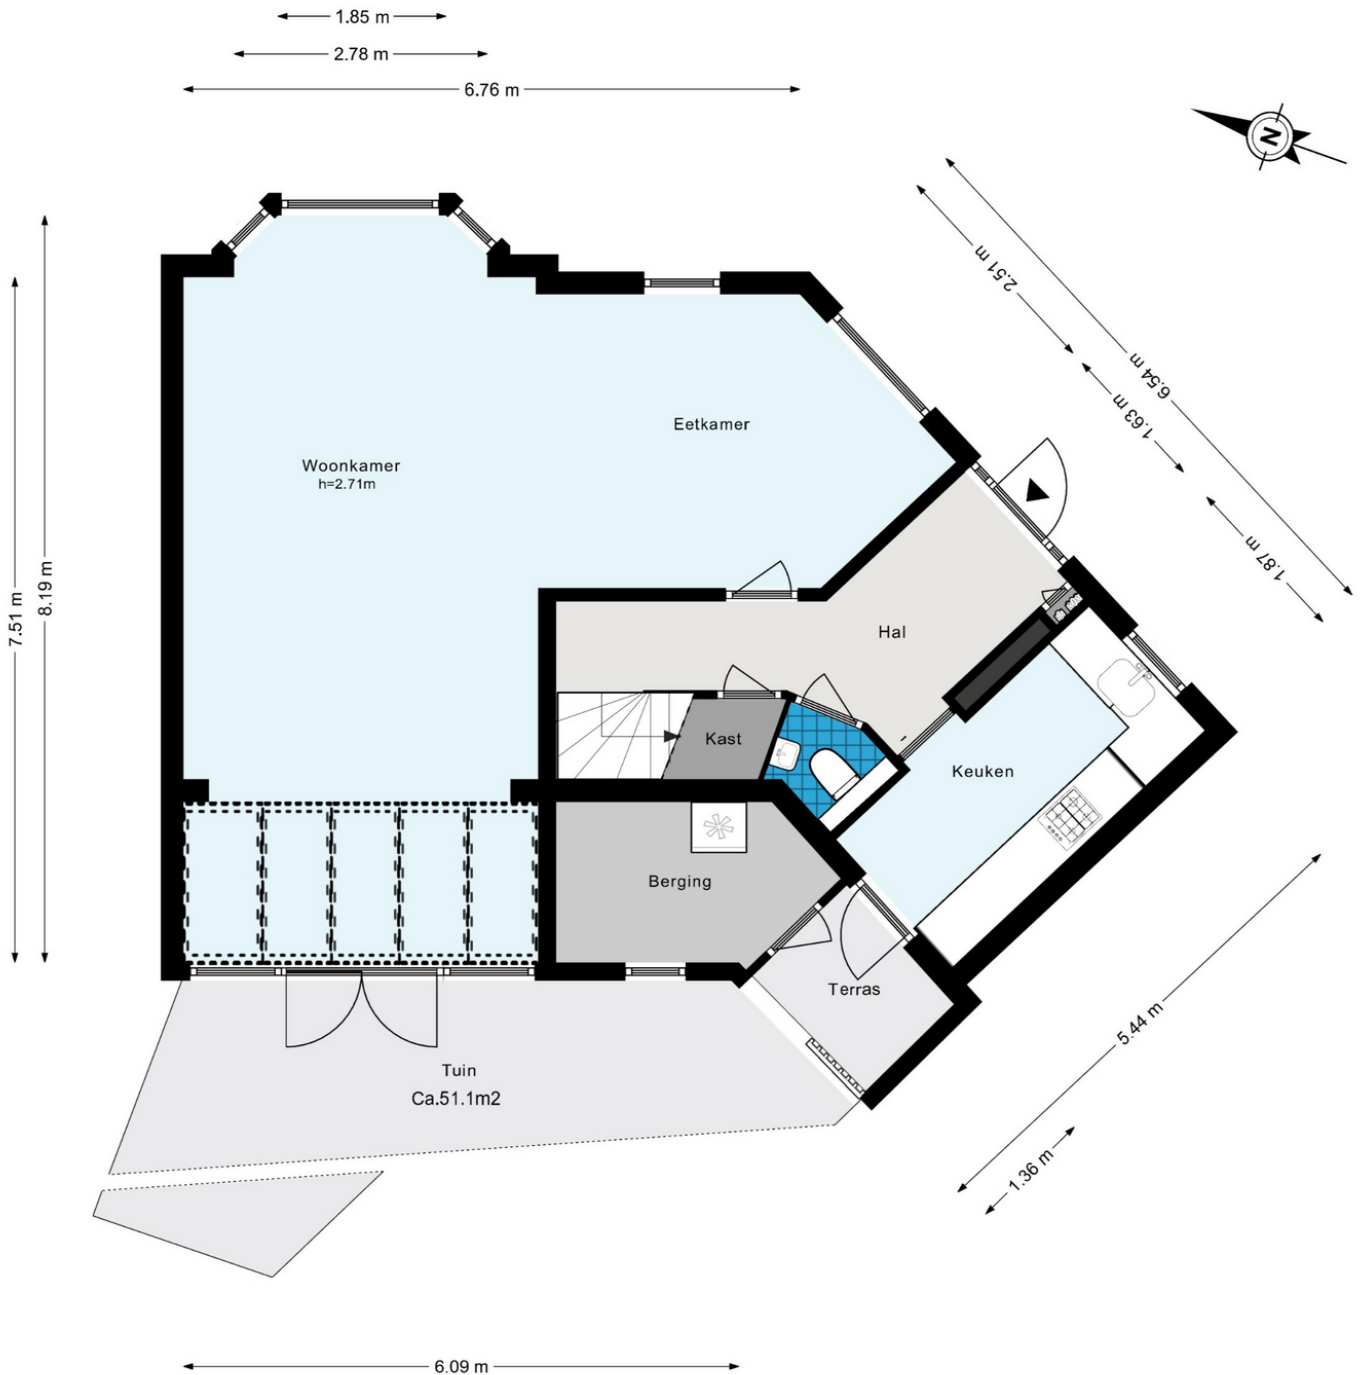 1.85 m
2.78 m
6.76 m
N
2.51 m
6.54 m
1.63 m
1.87 m
7.51 m
8.19 m
Eetkamer
Woonkamer
h=2.71m
Hal
Kast
Keuken
Berging
Terras
Tuin
Ca.51.1m2
5.44 m
1.36 m
6.09 m